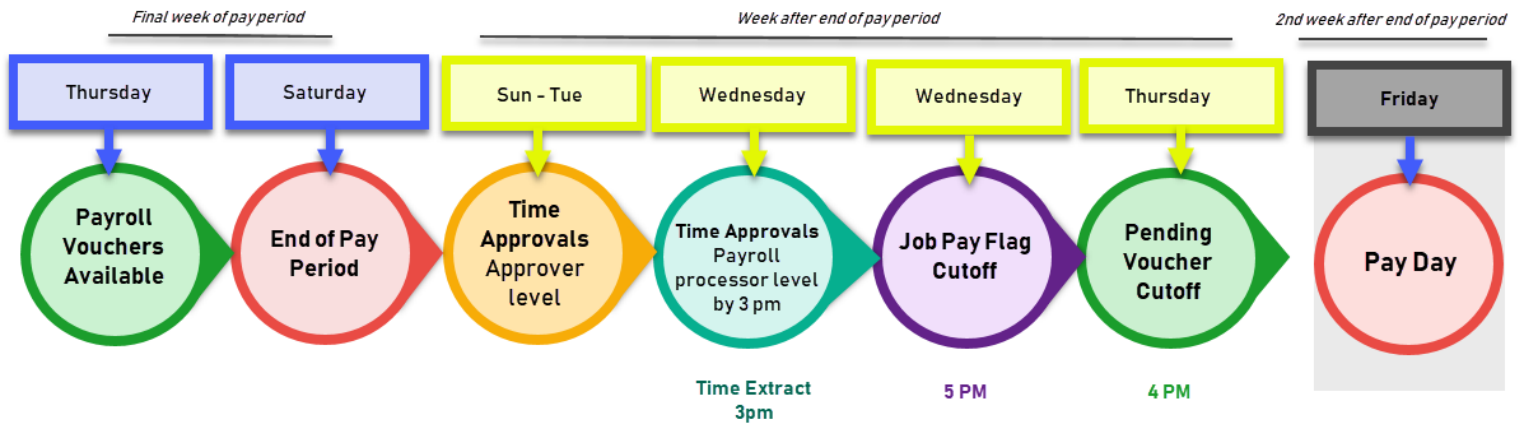 Final week of pay period
Week after end of pay period
2nd week after end of pay period
Thursday
Saturday
Sun - Tue
Wednesday
Wednesday
Thursday
Friday
Payroll
Vouchers
Available
End of Pay
Period
Time
Approvals
Approver
level
Time Approvals
Payroll
processor level
by 3 pm
Job Pay Flag
Cutoff
Pending
Voucher
Cutoff
Pay Day
Time Extract
3pm
5 PM
4 PM